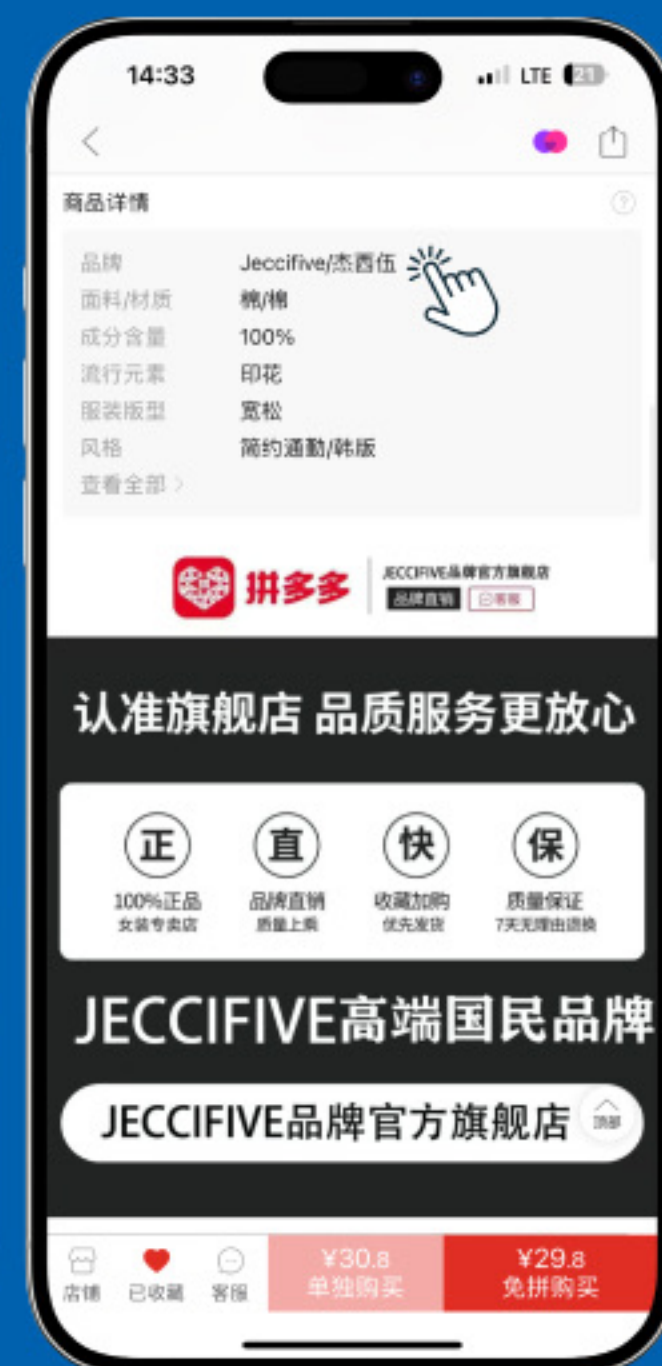 14:33
LTE 21
商品详情
品牌 Jeccifive/杰西伍
面料/材质 棉/棉
成分含量 100%
流行元素 印花
服装版型 宽松
风格 简约通勤/韩版
查看全部 >
拼多多
JECCIFIVE品牌官方旗舰店
品牌直销 客服
认准旗舰店 品质服务更放心
正 直 快 保
100%正品 品牌直销 收藏加购 质量保证
女装专卖店 质量上乘 优先发货 7天无理由退换
JECCIFIVE高端国民品牌
JECCIFIVE品牌官方旗舰店
顶部
¥30.8 ¥29.8
店铺 已收藏 客服 单独购买 免拼购买